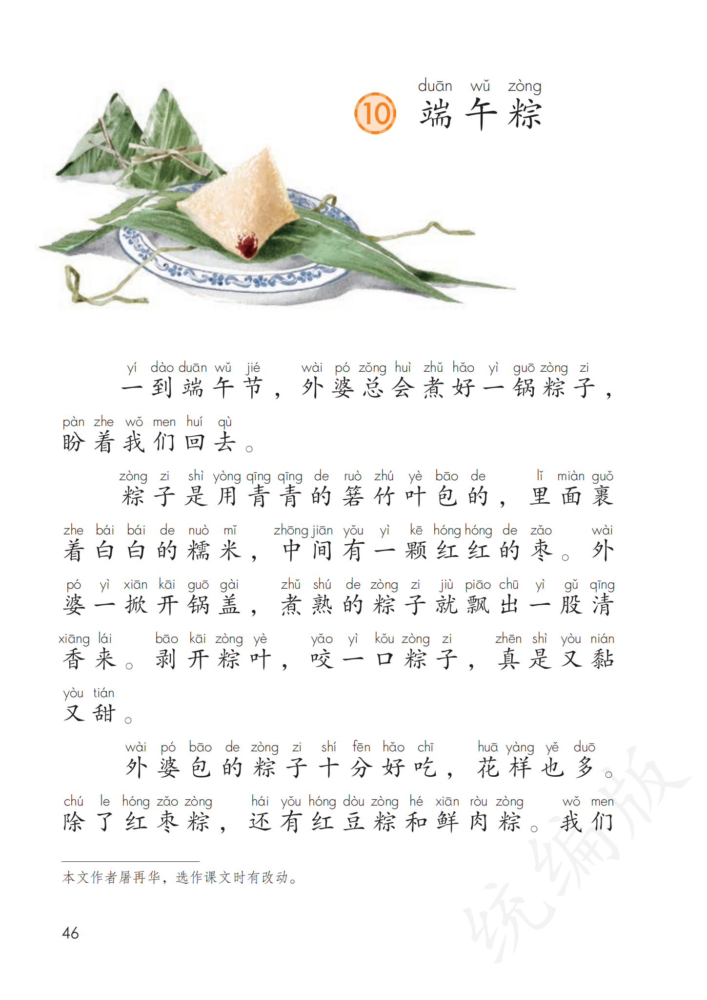 duān wǔ zòng
10 端午粽
yí dào duān wǔ jié wài pó zǒng huì zhǔ hǎo yì guō zòng zi
一到端午节，外婆总会煮好一锅粽子，
pàn zhe wǒ men huí qù
盼着我们回去。
zòng zi shì yòng qīng qīng de ruò zhú yè bāo de lǐ miàn guǒ
粽子是用青青的箬竹叶包的，里面裹
zhe bái bái de nuò mǐ zhōng jiān yǒu yì kē hóng hóng de zǎo wài
着白白的糯米，中间有一颗红红的枣。外
pó yì xiān kāi guō gài zhǔ shú de zòng zi jiù piāo chū yì gǔ qīng
婆一掀开锅盖，煮熟的粽子就飘出一股清
xiāng lái bāo kāi zòng yè yǎo yì kǒu zòng zi zhēn shì yòu nián
香来。剥开粽叶，咬一口粽子，真是又黏
yòu tián
又甜。
wài pó bāo de zòng zi shí fēn hǎo chī huā yàng yě duō
外婆包的粽子十分好吃，花样也多。
chú le hóng zǎo zòng hái yǒu hóng dòu zòng hé xiān ròu zòng wǒ men
除了红枣粽，还有红豆粽和鲜肉粽。我们
本文作者屠再华，选作课文时有改动。
46
统编版